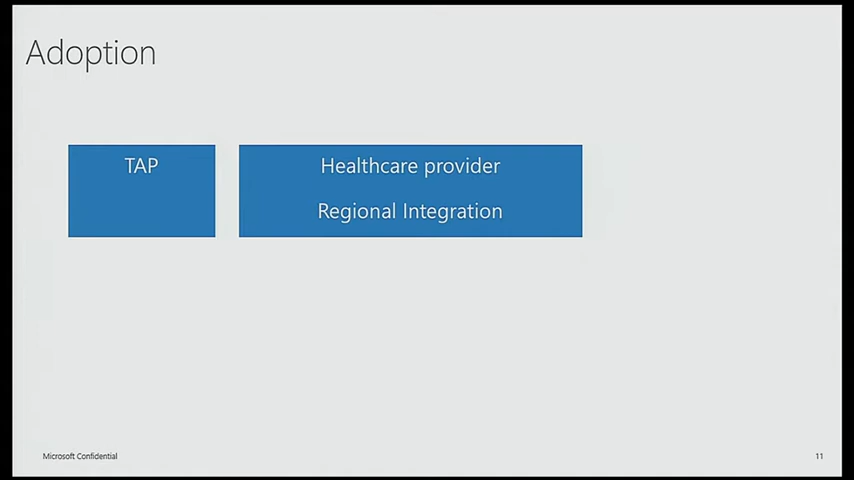 Adoption
TAP
Healthcare provider
Regional Integration
Microsoft Confidential
11